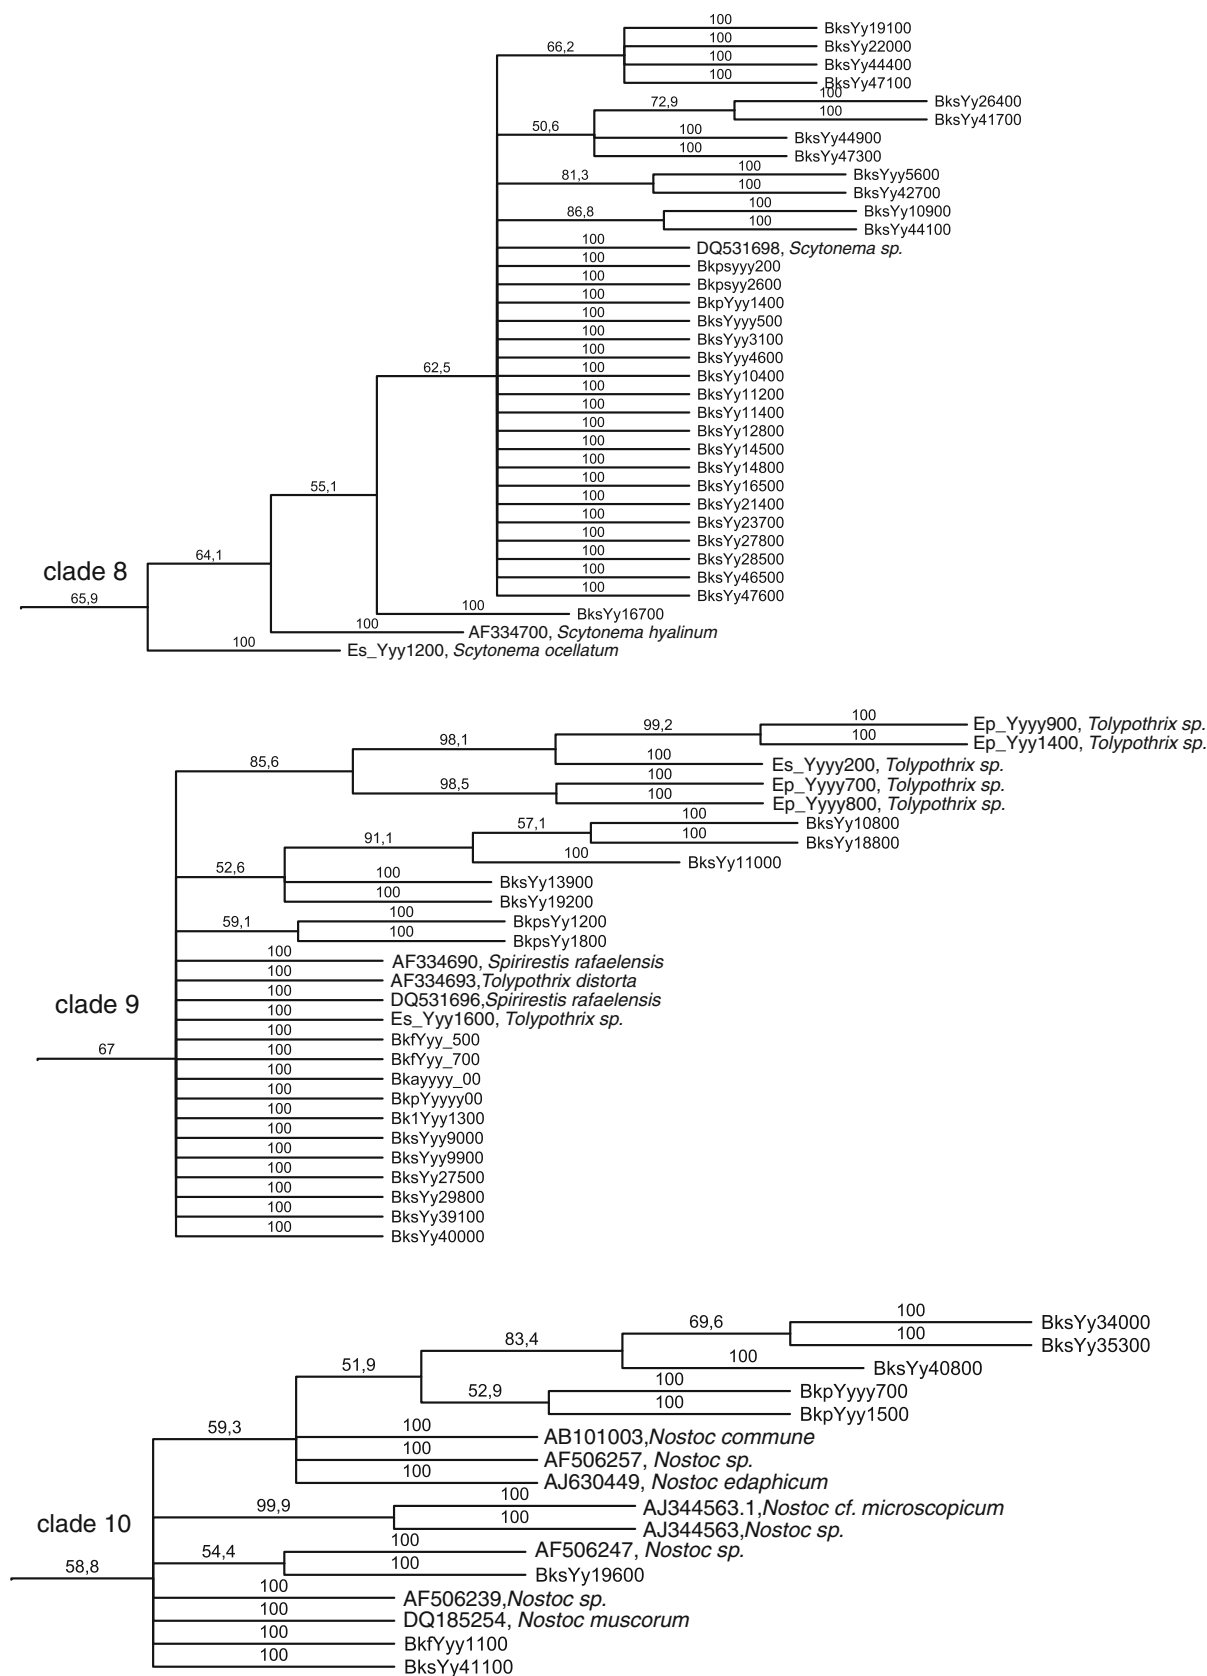 100
BksYy19100
66,2
100
BksYy22000
100
BksYy44400
100
BksYy47100
100
BksYy26400
72,9
100
BksYy41700
50,6
100
BksYy44900
100
BksYy47300
100
BksYyy5600
81,3
100
BksYy42700
100
BksYy10900
86,8
100
BksYy44100
100
DQ531698, Scytonema sp.
100
Bkpsyyy200
100
Bkpsyy2600
100
BkpYyy1400
100
BksYyyy500
100
BksYyy3100
100
BksYyy4600
62,5
100
BksYy10400
100
BksYy11200
100
BksYy11400
100
BksYy12800
100
BksYy14500
100
BksYy14800
100
BksYy16500
55,1
100
BksYy21400
100
BksYy23700
100
BksYy27800
64,1
100
BksYy28500
clade 8
100
BksYy46500
100
BksYy47600
65,9
100
BksYy16700
100
AF334700, Scytonema hyalinum
100
Es_Yyy1200, Scytonema ocellatum
100
Ep_Yyyy900, Tolypothrix sp.
99,2
100
Ep_Yyy1400, Tolypothrix sp.
98,1
100
Es_Yyyy200, Tolypothrix sp.
85,6
100
Ep_Yyyy700, Tolypothrix sp.
98,5
100
Ep_Yyyy800, Tolypothrix sp.
100
BksYy10800
57,1
100
BksYy18800
91,1
100
BksYy11000
52,6
100
BksYy13900
100
BksYy19200
100
BkpsYy1200
59,1
100
BkpsYy1800
100
AF334690, Spirirestis rafaelensis
100
AF334693,Tolypothrix distorta
100
DQ531696,Spirirestis rafaelensis
clade 9
100
Es_Yyy1600, Tolypothrix sp.
100
BkfYyy_500
67
100
BkfYyy_700
100
Bkayyyy_00
100
BkpYyyyy00
100
Bk1Yyy1300
100
BksYyy9000
100
BksYyy9900
100
BksYy27500
100
BksYy29800
100
BksYy39100
100
BksYy40000
100
BksYy34000
69,6
100
BksYy35300
83,4
100
BksYy40800
51,9
100
BkpYyyy700
52,9
100
BkpYyy1500
59,3
100
AB101003,Nostoc commune
100
AF506257, Nostoc sp.
100
AJ630449, Nostoc edaphicum
100
AJ344563.1,Nostoc cf. microscopicum
99,9
100
AJ344563,Nostoc sp.
clade 10
100
AF506247, Nostoc sp.
54,4
100
BksYy19600
58,8
100
AF506239,Nostoc sp.
100
DQ185254, Nostoc muscorum
100
BkfYyy1100
100
BksYy41100